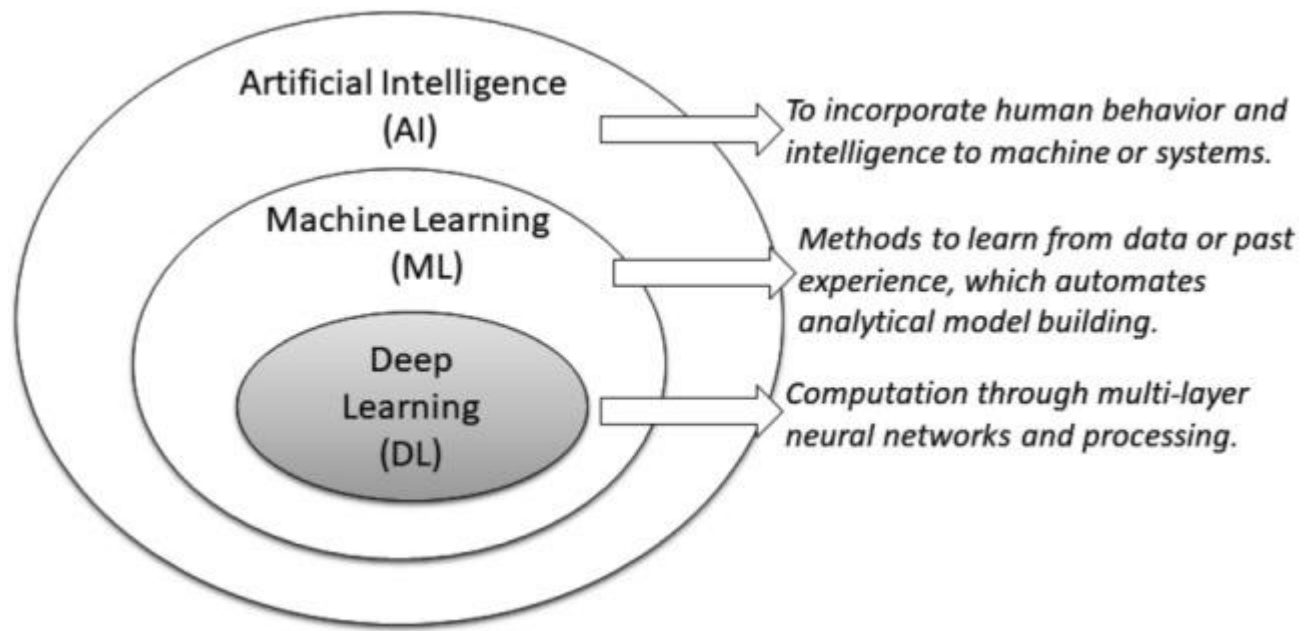 Artificial Intelligence
(AI)
To incorporate human behavior and
intelligence to machine or systems.
Machine Learning
(ML)
Methods to learn from data or past
experience, which automates
analytical model building.
Deep
Learning
(DL)
Computation through multi-layer
neural networks and processing.